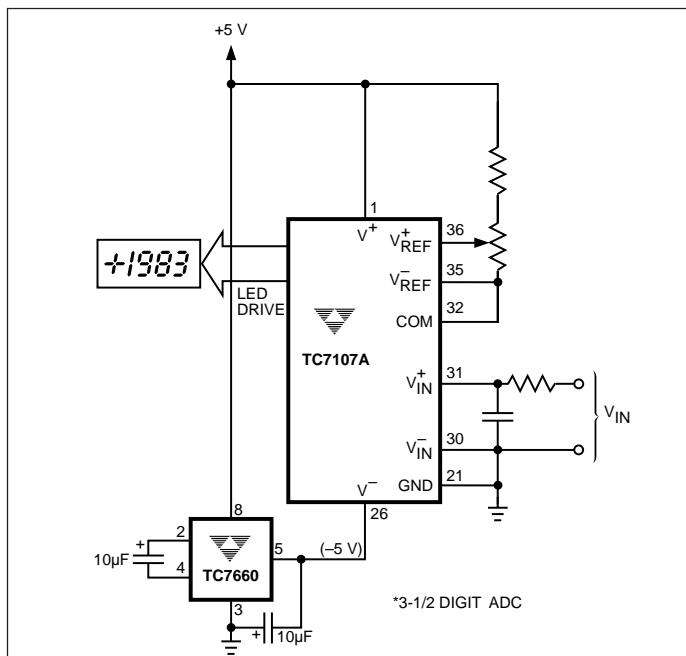 +5 V
1
V+
36
V+REF
35
V–REF
32
COM
+1983
LED
DRIVE
TC7107A
31
V+IN
VIN
30
V–IN
21
GND
V–
26
8
2
+
10µF
4
TC7660
5
(–5 V)
3
+
10µF
*3-1/2 DIGIT ADC